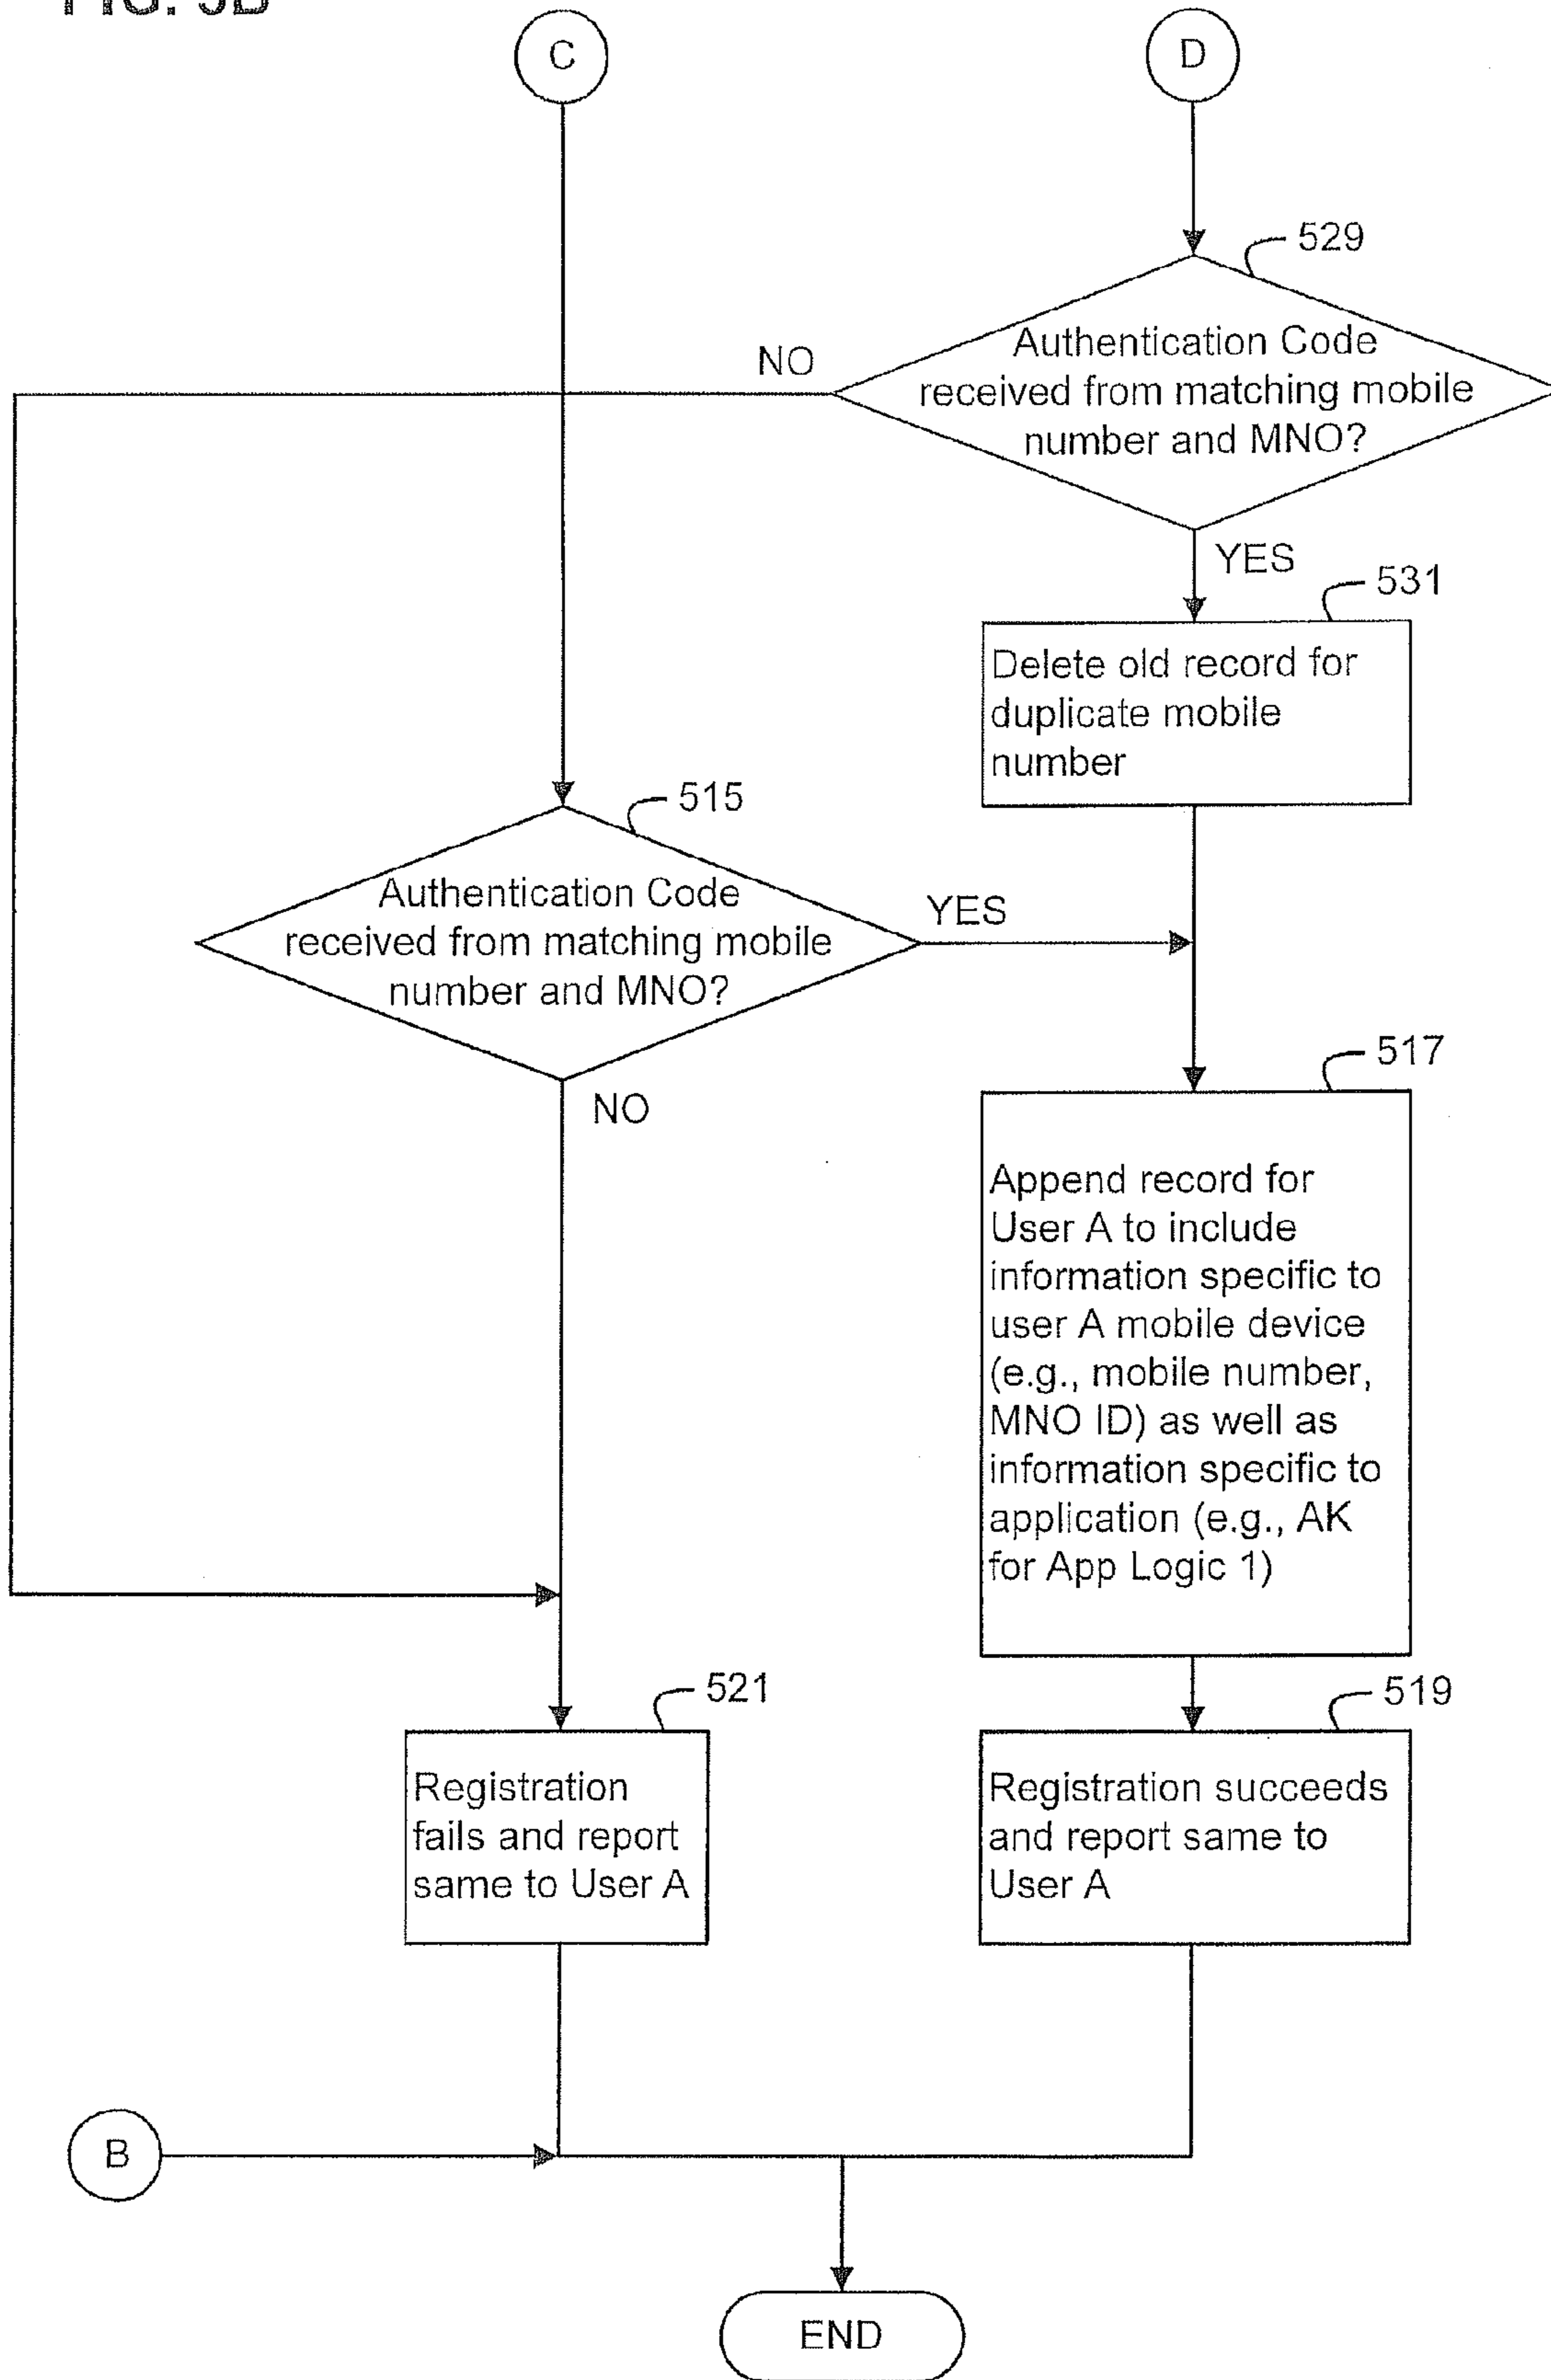 FIG. 5B
C
D
529
Authentication Code
received from matching mobile
number and MNO?
NO
YES
531
Delete old record for
duplicate mobile
number
515
Authentication Code
received from matching mobile
number and MNO?
YES
NO
517
Append record for
User A to include
information specific to
user A mobile device
(e.g., mobile number,
MNO ID) as well as
information specific to
application (e.g., AK
for App Logic 1)
521
Registration
fails and report
same to User A
519
Registration succeeds
and report same to
User A
B
END